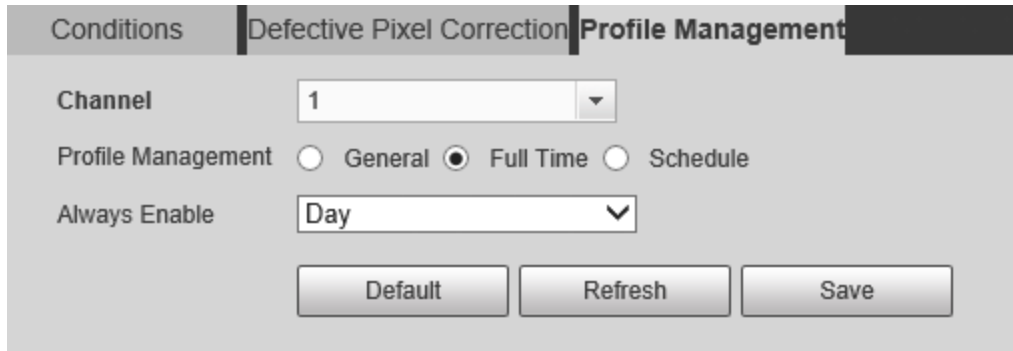 Conditions Defective Pixel Correction Profile Management
Channel 1
Profile Management General Full Time Schedule
Always Enable Day
Default Refresh Save